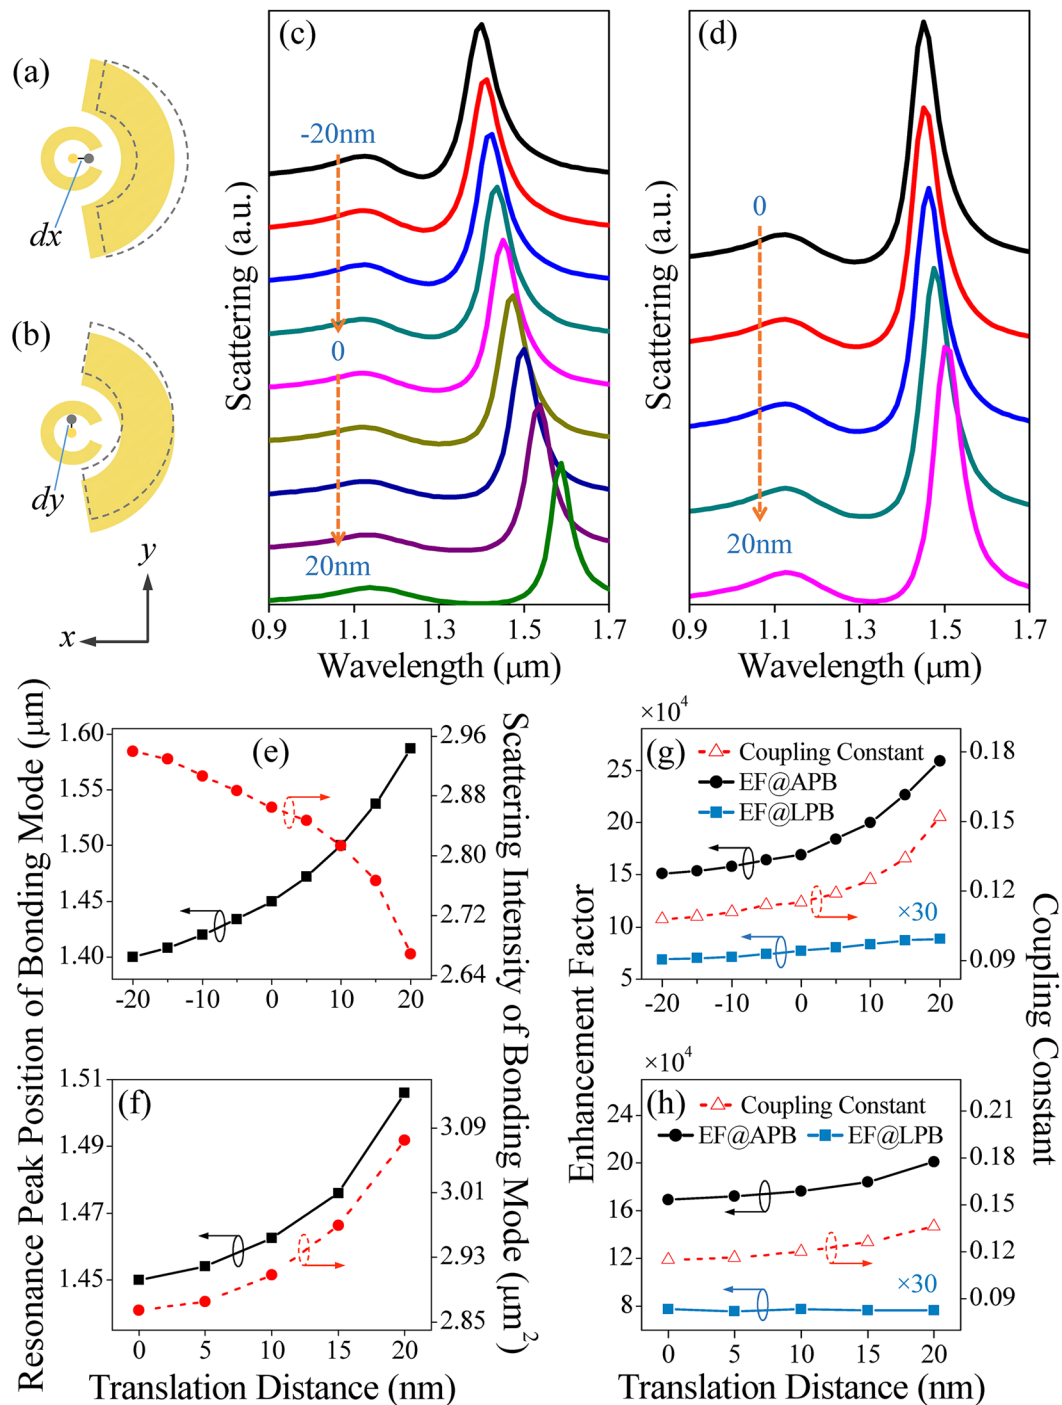 (a)
dx
(b)
dy
y
x
(c)
-20nm
0
20nm
Scattering (a.u.)
0.9 1.1 1.3 1.5 1.7
Wavelength (μm)
(d)
0
20nm
Scattering (a.u.)
0.9 1.1 1.3 1.5 1.7
Wavelength (μm)
Resonance Peak Position of Bonding Mode (μm)
Scattering Intensity of Bonding Mode (μm²)
(e)
1.60
1.55
1.50
1.45
1.40
2.96
2.88
2.80
2.72
2.64
-20 -10 0 10 20
(f)
1.51
1.49
1.47
1.45
3.09
3.01
2.93
2.85
0 5 10 15 20
Translation Distance (nm)
Enhancement Factor
Coupling Constant
×10⁴
(g)
Coupling Constant
EF@APB
EF@LPB
×30
25
20
15
10
5
0.18
0.15
0.12
0.09
-20 -10 0 10 20
×10⁴
(h)
Coupling Constant
EF@APB EF@LPB
×30
24
20
16
12
8
0.21
0.18
0.15
0.12
0.09
0 5 10 15 20
Translation Distance (nm)